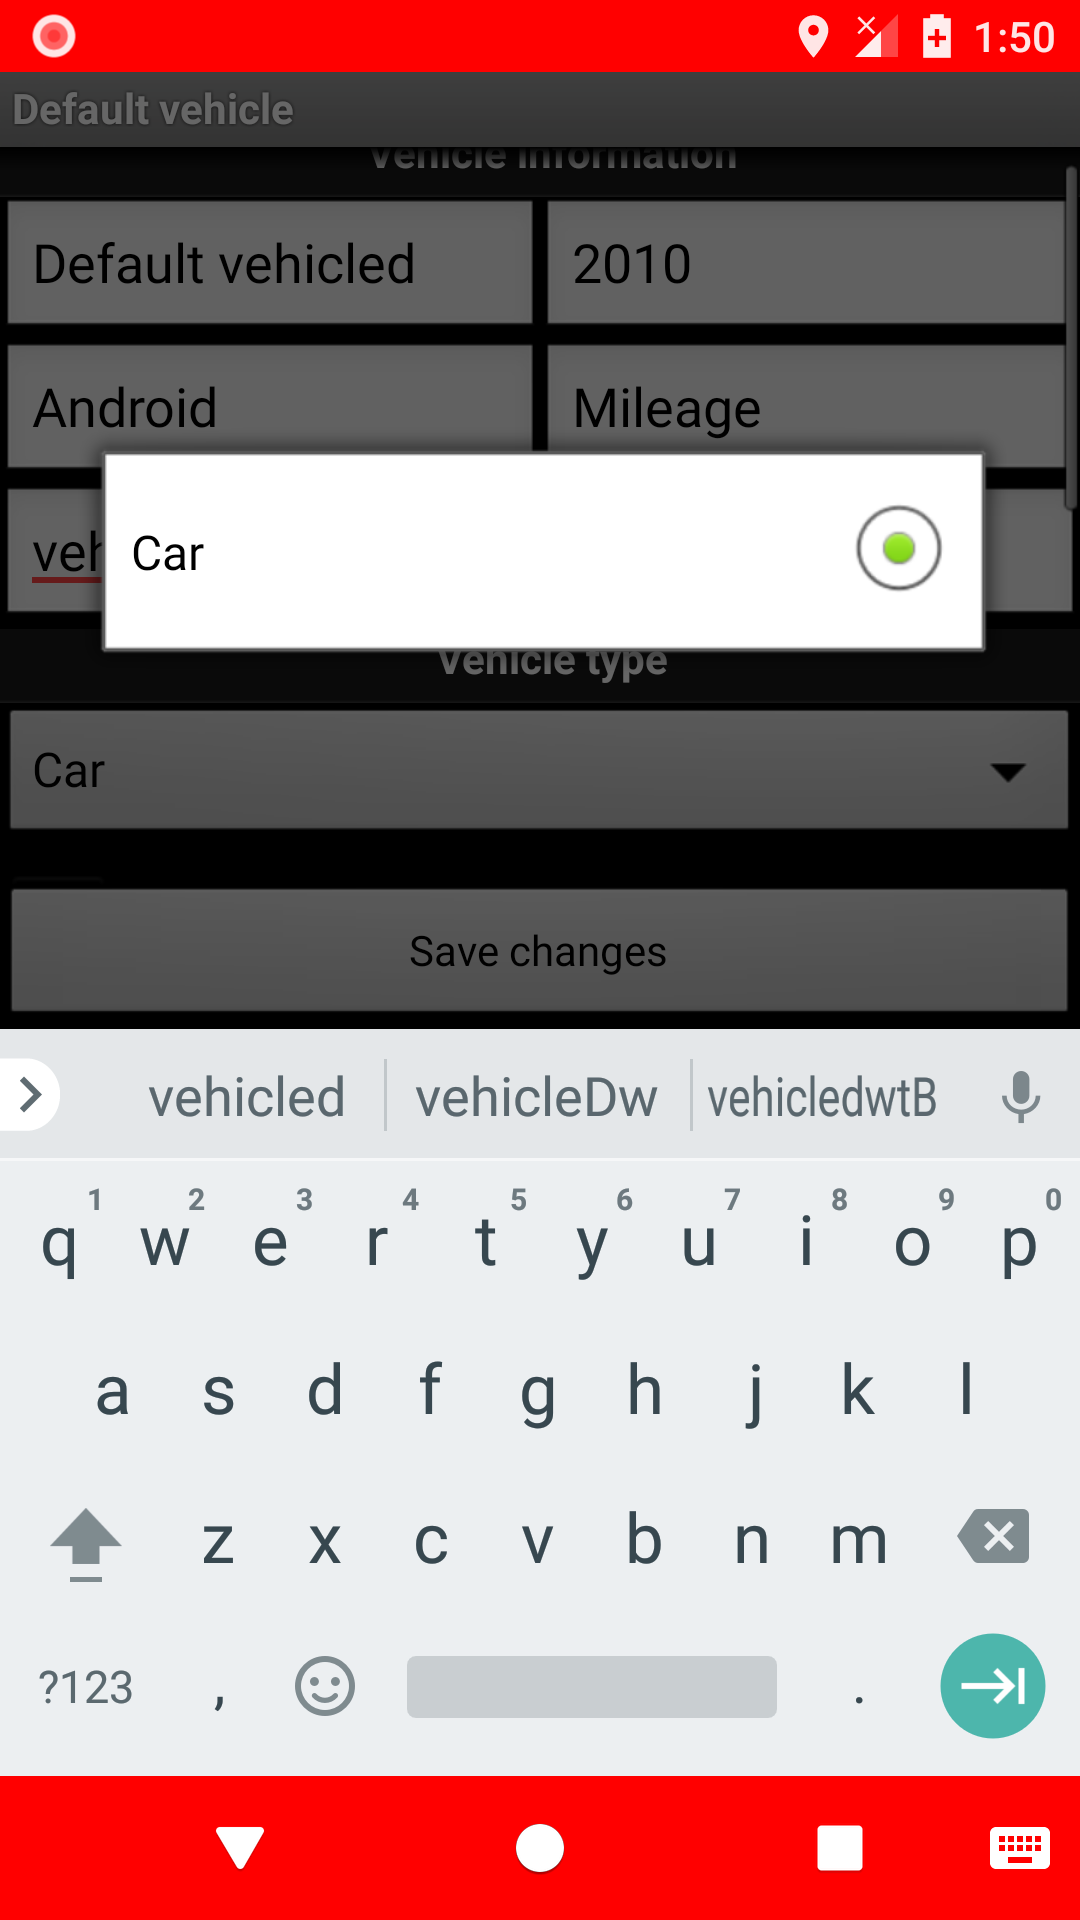 1:50
Default vehicle
Vehicle information
Default vehicled 2010
Android Mileage
veh
Car
Vehicle type
Car
Save changes
vehicled vehicleDw vehicledwtB
1 2 3 4 5 6 7 8 9 0
q w e r t y u i o p
a s d f g h j k l
z x c v b n m
?123 , .